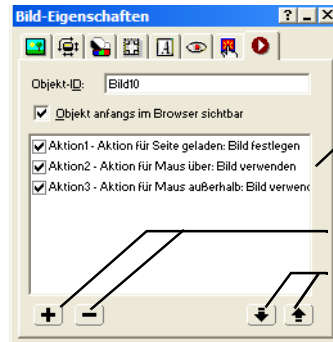 Bild-Eigenschaften
Objekt-ID: Bild10
Objekt anfangs im Browser sichtbar
Aktion1 - Aktion für Seite geladen: Bild festlegen
Aktion2 - Aktion für Maus über: Bild verwenden
Aktion3 - Aktion für Maus außerhalb: Bild verwend